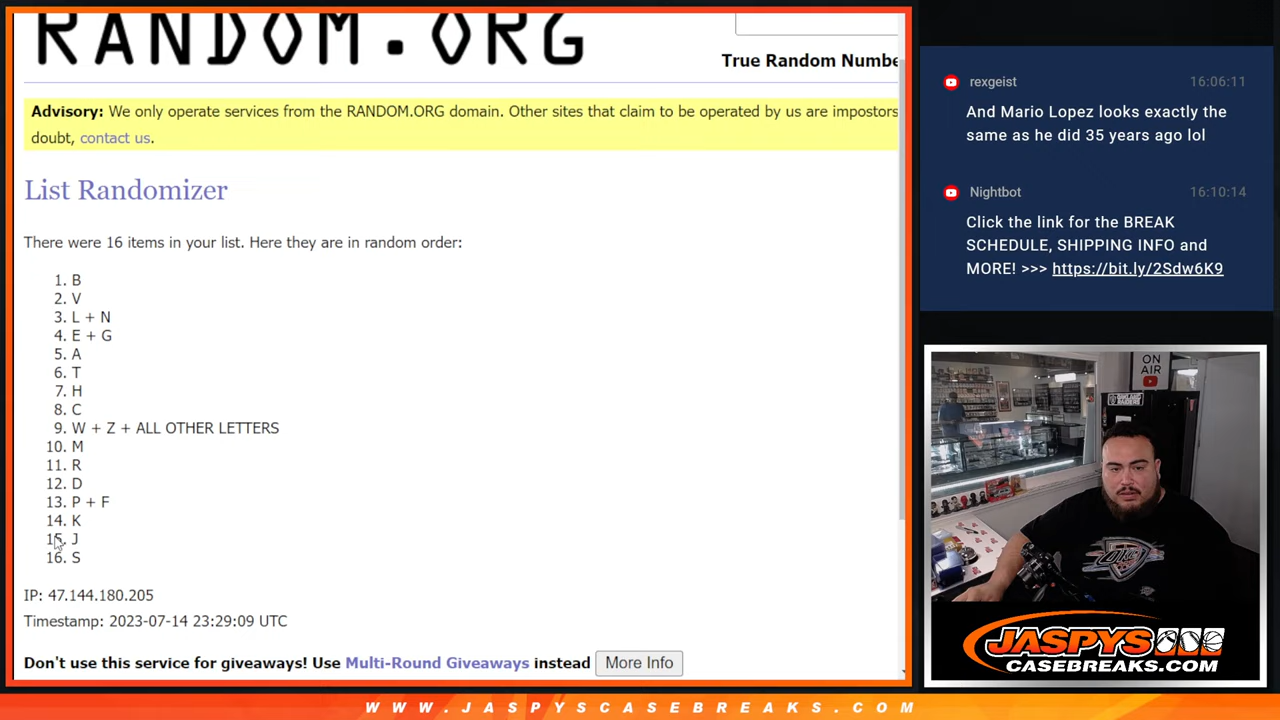 RANDOM.ORG
True Random Numbe
Advisory: We only operate services from the RANDOM.ORG domain. Other sites that claim to be operated by us are impostors
doubt, contact us.
List Randomizer
There were 16 items in your list. Here they are in random order:
1. B
2. V
3. L + N
4. E + G
5. A
6. T
7. H
8. C
9. W + Z + ALL OTHER LETTERS
10. M
11. R
12. D
13. P + F
14. K
15. J
16. S
IP: 47.144.180.205
Timestamp: 2023-07-14 23:29:09 UTC
Don't use this service for giveaways! Use Multi-Round Giveaways instead More Info
rexgeist 16:06:11
And Mario Lopez looks exactly the
same as he did 35 years ago lol
Nightbot 16:10:14
Click the link for the BREAK
SCHEDULE, SHIPPING INFO and
MORE! >>> https://bit.ly/2Sdw6K9
ON
AIR
OKC
JASPYS
CASEBREAKS.COM
WWW.JASPYSCASEBREAKS.COM